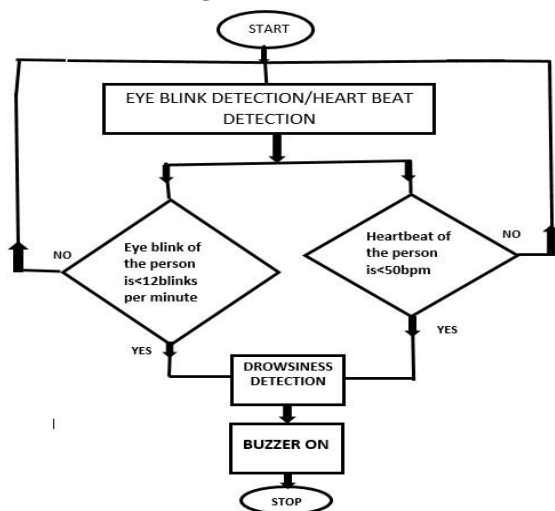 START
EYE BLINK DETECTION/HEART BEAT
DETECTION
Eye blink of
the person
is<12blinks
per minute
NO
Heartbeat of
the person
is<50bpm
NO
YES
YES
DROWSINESS
DETECTION
BUZZER ON
STOP